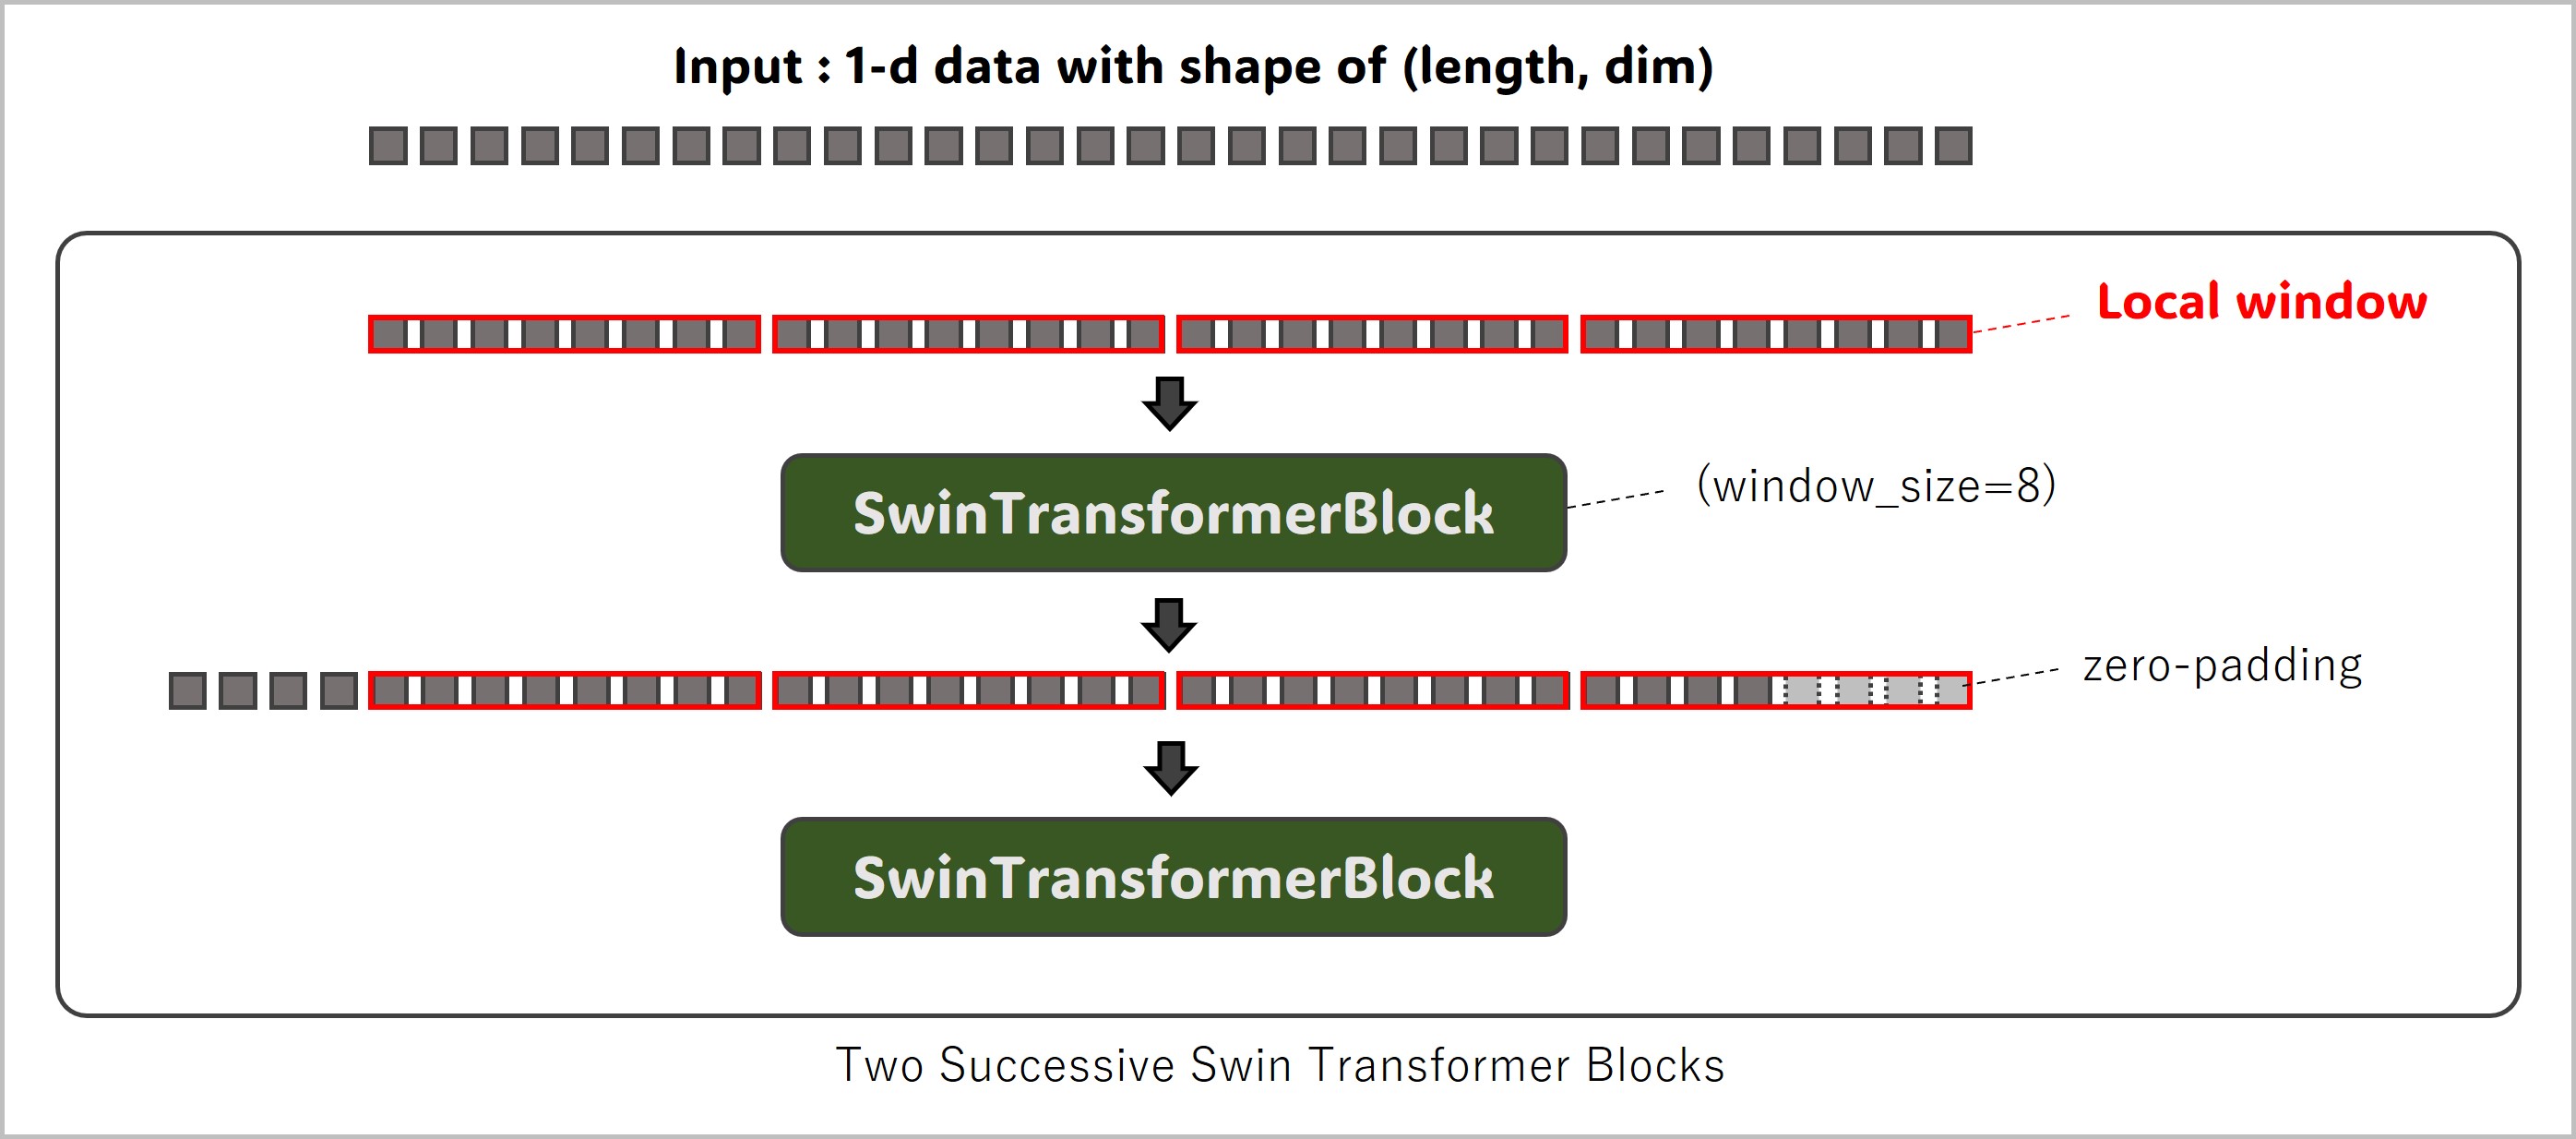 Input : 1-d data with shape of (length, dim)
Local window
SwinTransformerBlock
(window_size=8)
zero-padding
SwinTransformerBlock
Two Successive Swin Transformer Blocks